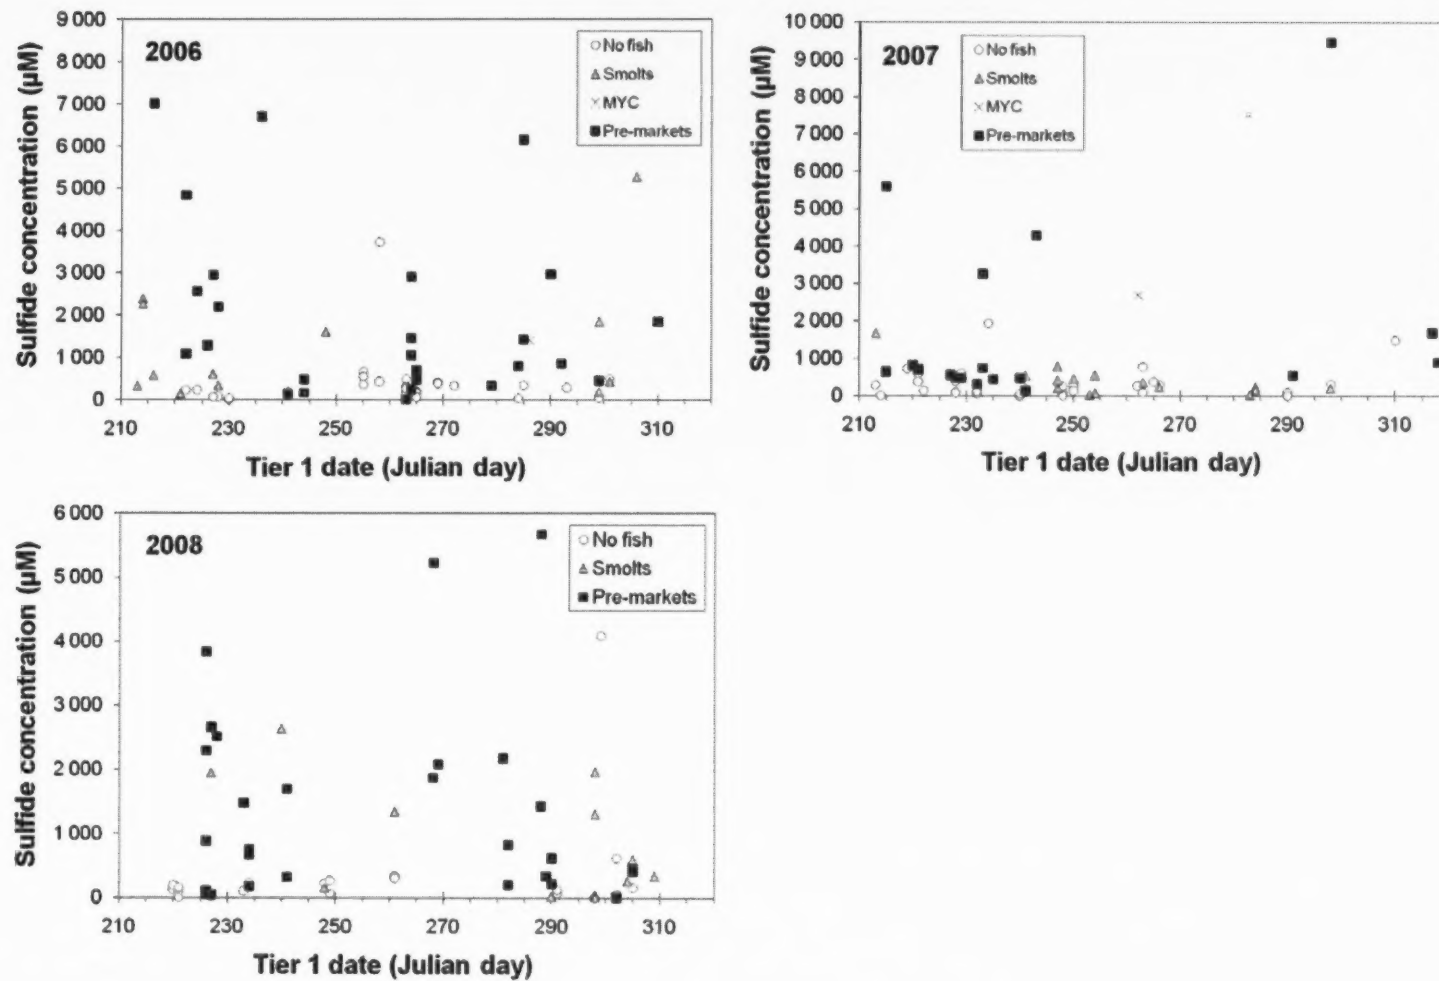 Sulfide concentration (µM)
9 000
8 000
7 000
6 000
5 000
4 000
3 000
2 000
1 000
0
2006
No fish
Smolts
MYC
Pre-markets
210 230 250 270 290 310
Tier 1 date (Julian day)
Sulfide concentration (µM)
10 000
9 000
8 000
7 000
6 000
5 000
4 000
3 000
2 000
1 000
0
2007
No fish
Smolts
MYC
Pre-markets
210 230 250 270 290 310
Tier 1 date (Julian day)
Sulfide concentration (µM)
6 000
5 000
4 000
3 000
2 000
1 000
0
2008
No fish
Smolts
Pre-markets
210 230 250 270 290 310
Tier 1 date (Julian day)